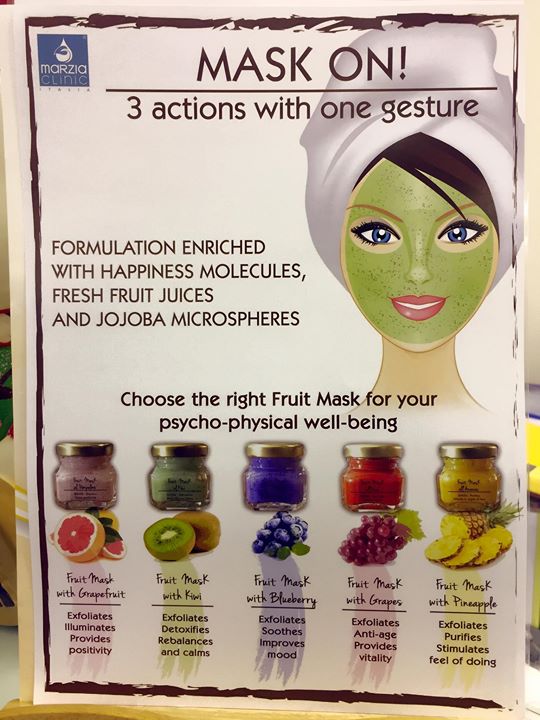 marzia
CLINIC
ITALIA
MASK ON!
3 actions with one gesture
FORMULATION ENRICHED
WITH HAPPINESS MOLECULES,
FRESH FRUIT JUICES
AND JOJOBA MICROSPHERES
Choose the right Fruit Mask for your
psycho-physical well-being
Fruit Mask
with Grapefruit
Exfoliates
Illuminates
Provides
positivity
Fruit Mask
with Kiwi
Exfoliates
Detoxifies
Rebalances
and calms
Fruit Mask
with Blueberry
Exfoliates
Soothes
Improves
mood
Fruit Mask
with Grapes
Exfoliates
Anti-age
Provides
vitality
Fruit Mask
with Pineapple
Exfoliates
Purifies
Stimulates
feel of doing